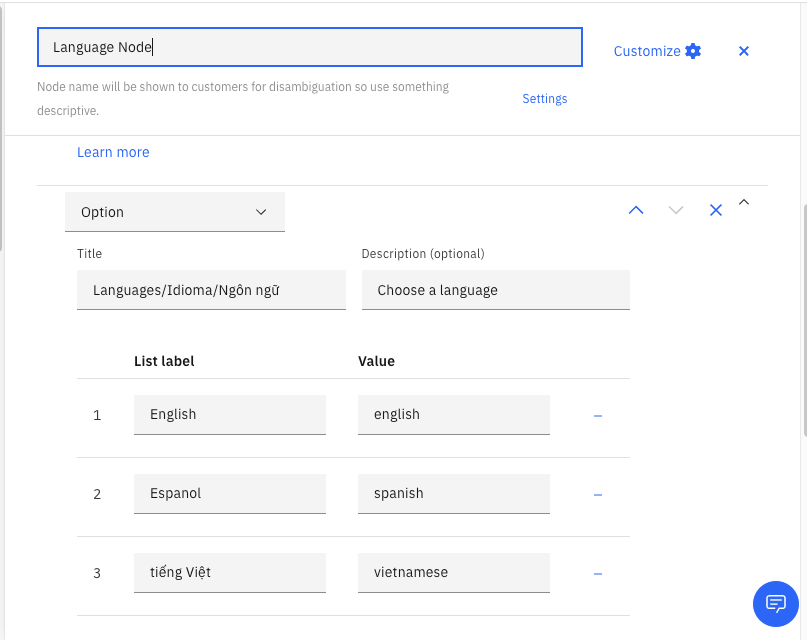 Language Node
Customize
Node name will be shown to customers for disambiguation so use something
descriptive.
Settings
Learn more
Option
Title
Description (optional)
Languages/Idioma/Ngôn ngữ
Choose a language
List label
Value
1
English
english
2
Espanol
spanish
3
tiếng Việt
vietnamese